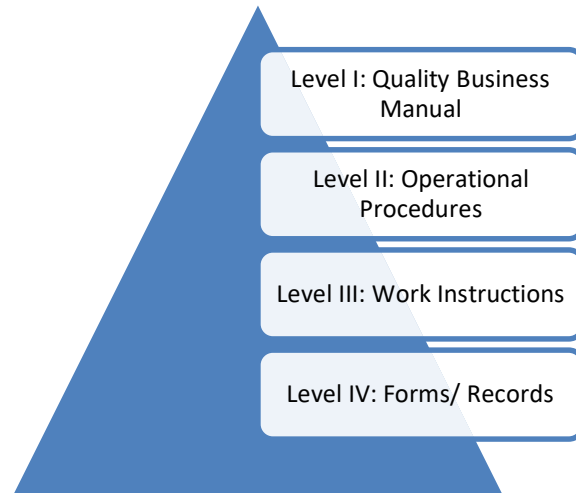 Level I: Quality Business
Manual
Level II: Operational
Procedures
Level III: Work Instructions
Level IV: Forms/ Records